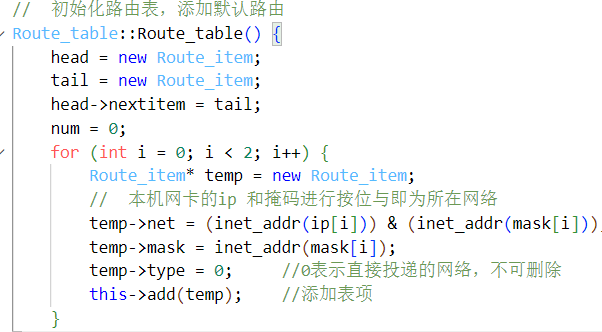 //  初始化路由表，添加默认路由
Route_table::Route_table() {
    head = new Route_item;
    tail = new Route_item;
    head->nextitem = tail;
    num = 0;
    for (int i = 0; i < 2; i++) {
        Route_item* temp = new Route_item;
        //  本机网卡的ip 和掩码进行按位与即为所在网络
        temp->net = (inet_addr(ip[i])) & (inet_addr(mask[i]));
        temp->mask = inet_addr(mask[i]);
        temp->type = 0;     //0表示直接投递的网络，不可删除
        this->add(temp);    //添加表项
    }